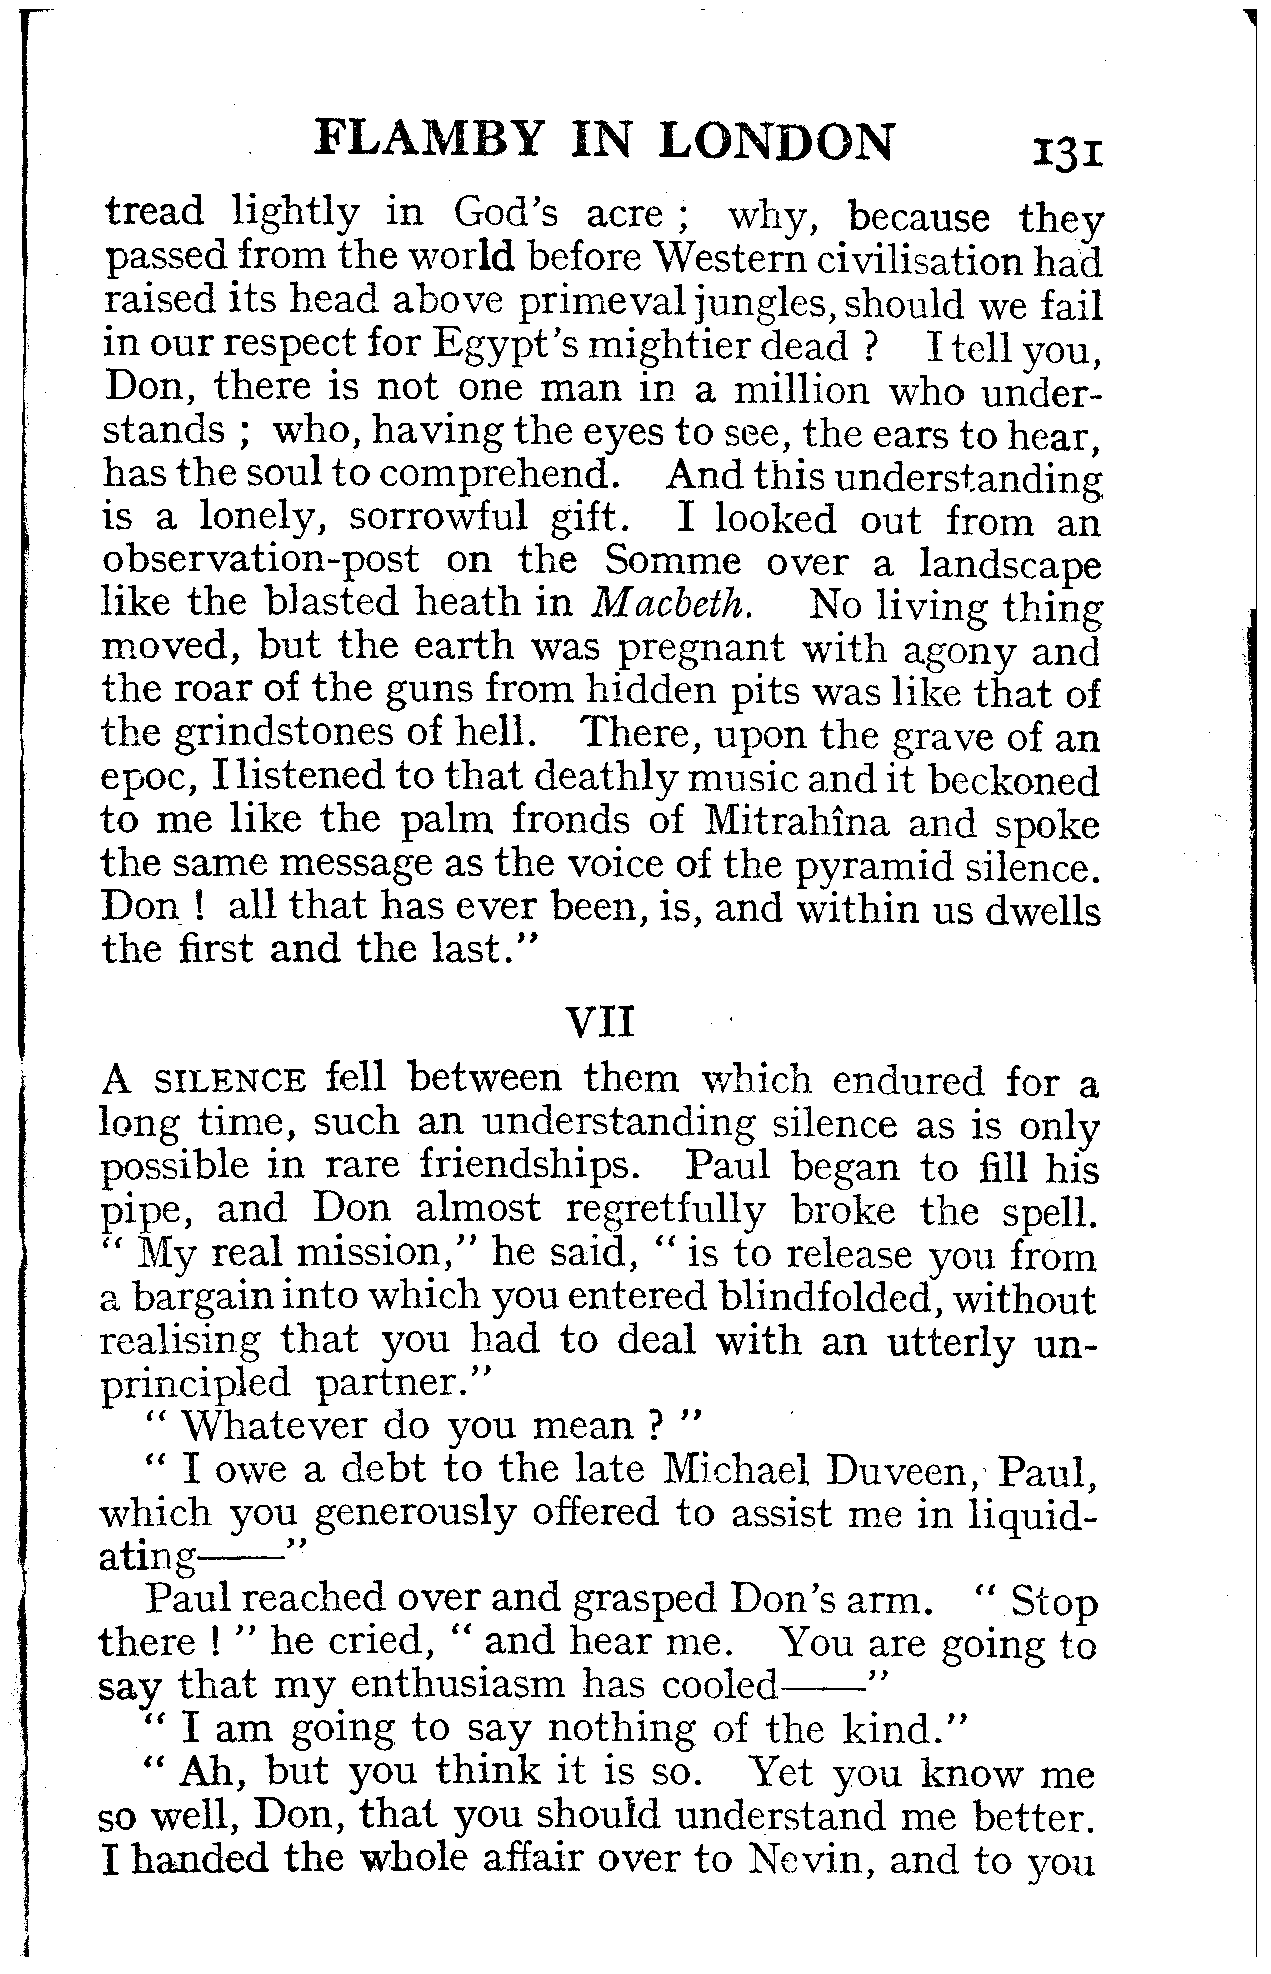 FLAMBY IN LONDON 131
tread lightly in God's acre ; why, because they
passed from the world before Western civilisation had
raised its head above primeval jungles, should we fail
in our respect for Egypt's mightier dead ? I tell you,
Don, there is not one man in a million who under-
stands ; who, having the eyes to see, the ears to hear,
has the soul to comprehend. And this understanding
is a lonely, sorrowful gift. I looked out from an
observation-post on the Somme over a landscape
like the blasted heath in Macbeth. No living thing
moved, but the earth was pregnant with agony and
the roar of the guns from hidden pits was like that of
the grindstones of hell. There, upon the grave of an
epoc, I listened to that deathly music and it beckoned
to me like the palm fronds of Mitrahîna and spoke
the same message as the voice of the pyramid silence.
Don ! all that has ever been, is, and within us dwells
the first and the last."
VII
A SILENCE fell between them which endured for a
long time, such an understanding silence as is only
possible in rare friendships. Paul began to fill his
pipe, and Don almost regretfully broke the spell.
" My real mission," he said, " is to release you from
a bargain into which you entered blindfolded, without
realising that you had to deal with an utterly un-
principled partner."
" Whatever do you mean ? "
" I owe a debt to the late Michael Duveen, Paul,
which you generously offered to assist me in liquid-
ating——"
Paul reached over and grasped Don's arm. " Stop
there ! " he cried, " and hear me. You are going to
say that my enthusiasm has cooled——"
" I am going to say nothing of the kind."
" Ah, but you think it is so. Yet you know me
so well, Don, that you should understand me better.
I handed the whole affair over to Nevin, and to you